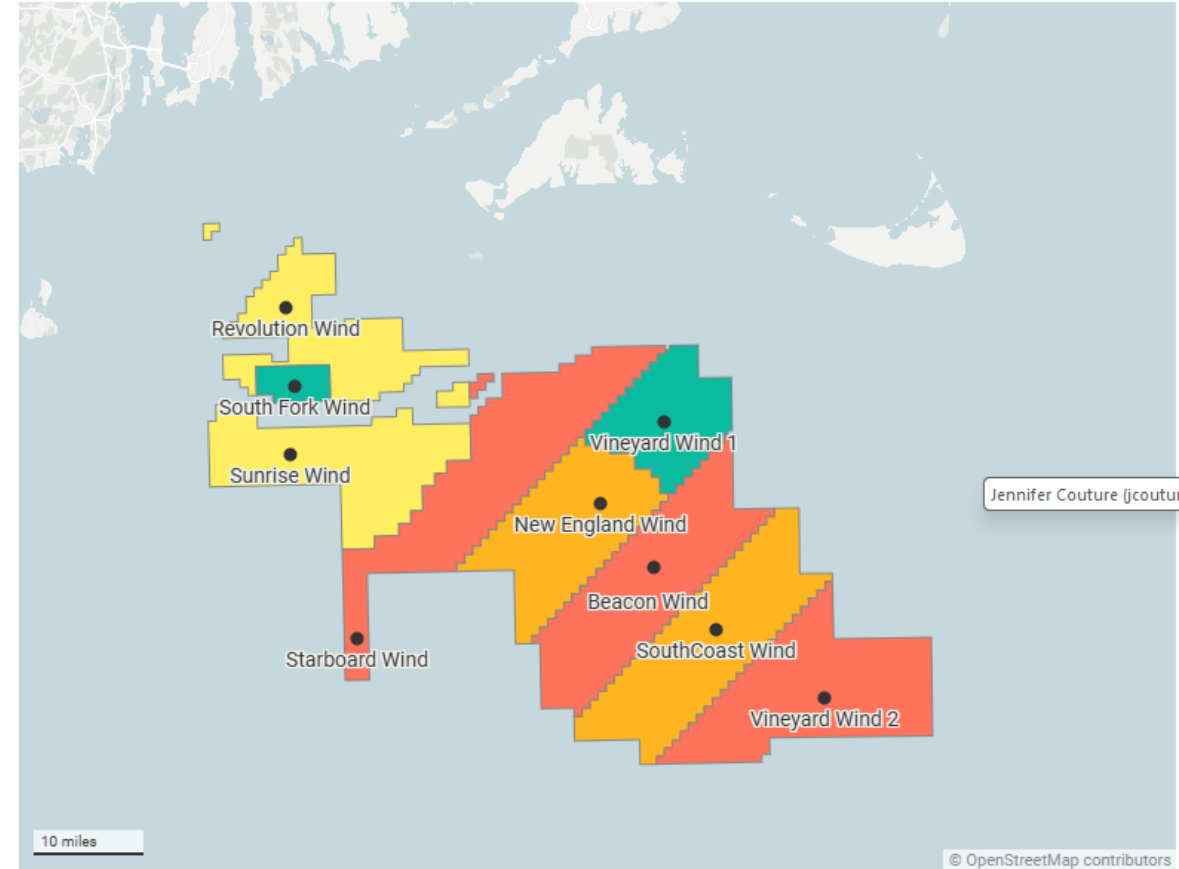 Revolution Wind
South Fork Wind
Vineyard Wind 1
Sunrise Wind
Jennifer Couture (jcoutu
New England Wind
Beacon Wind
SouthCoast Wind
Starboard Wind
Vineyard Wind 2
10 miles
© OpenStreetMap contributors